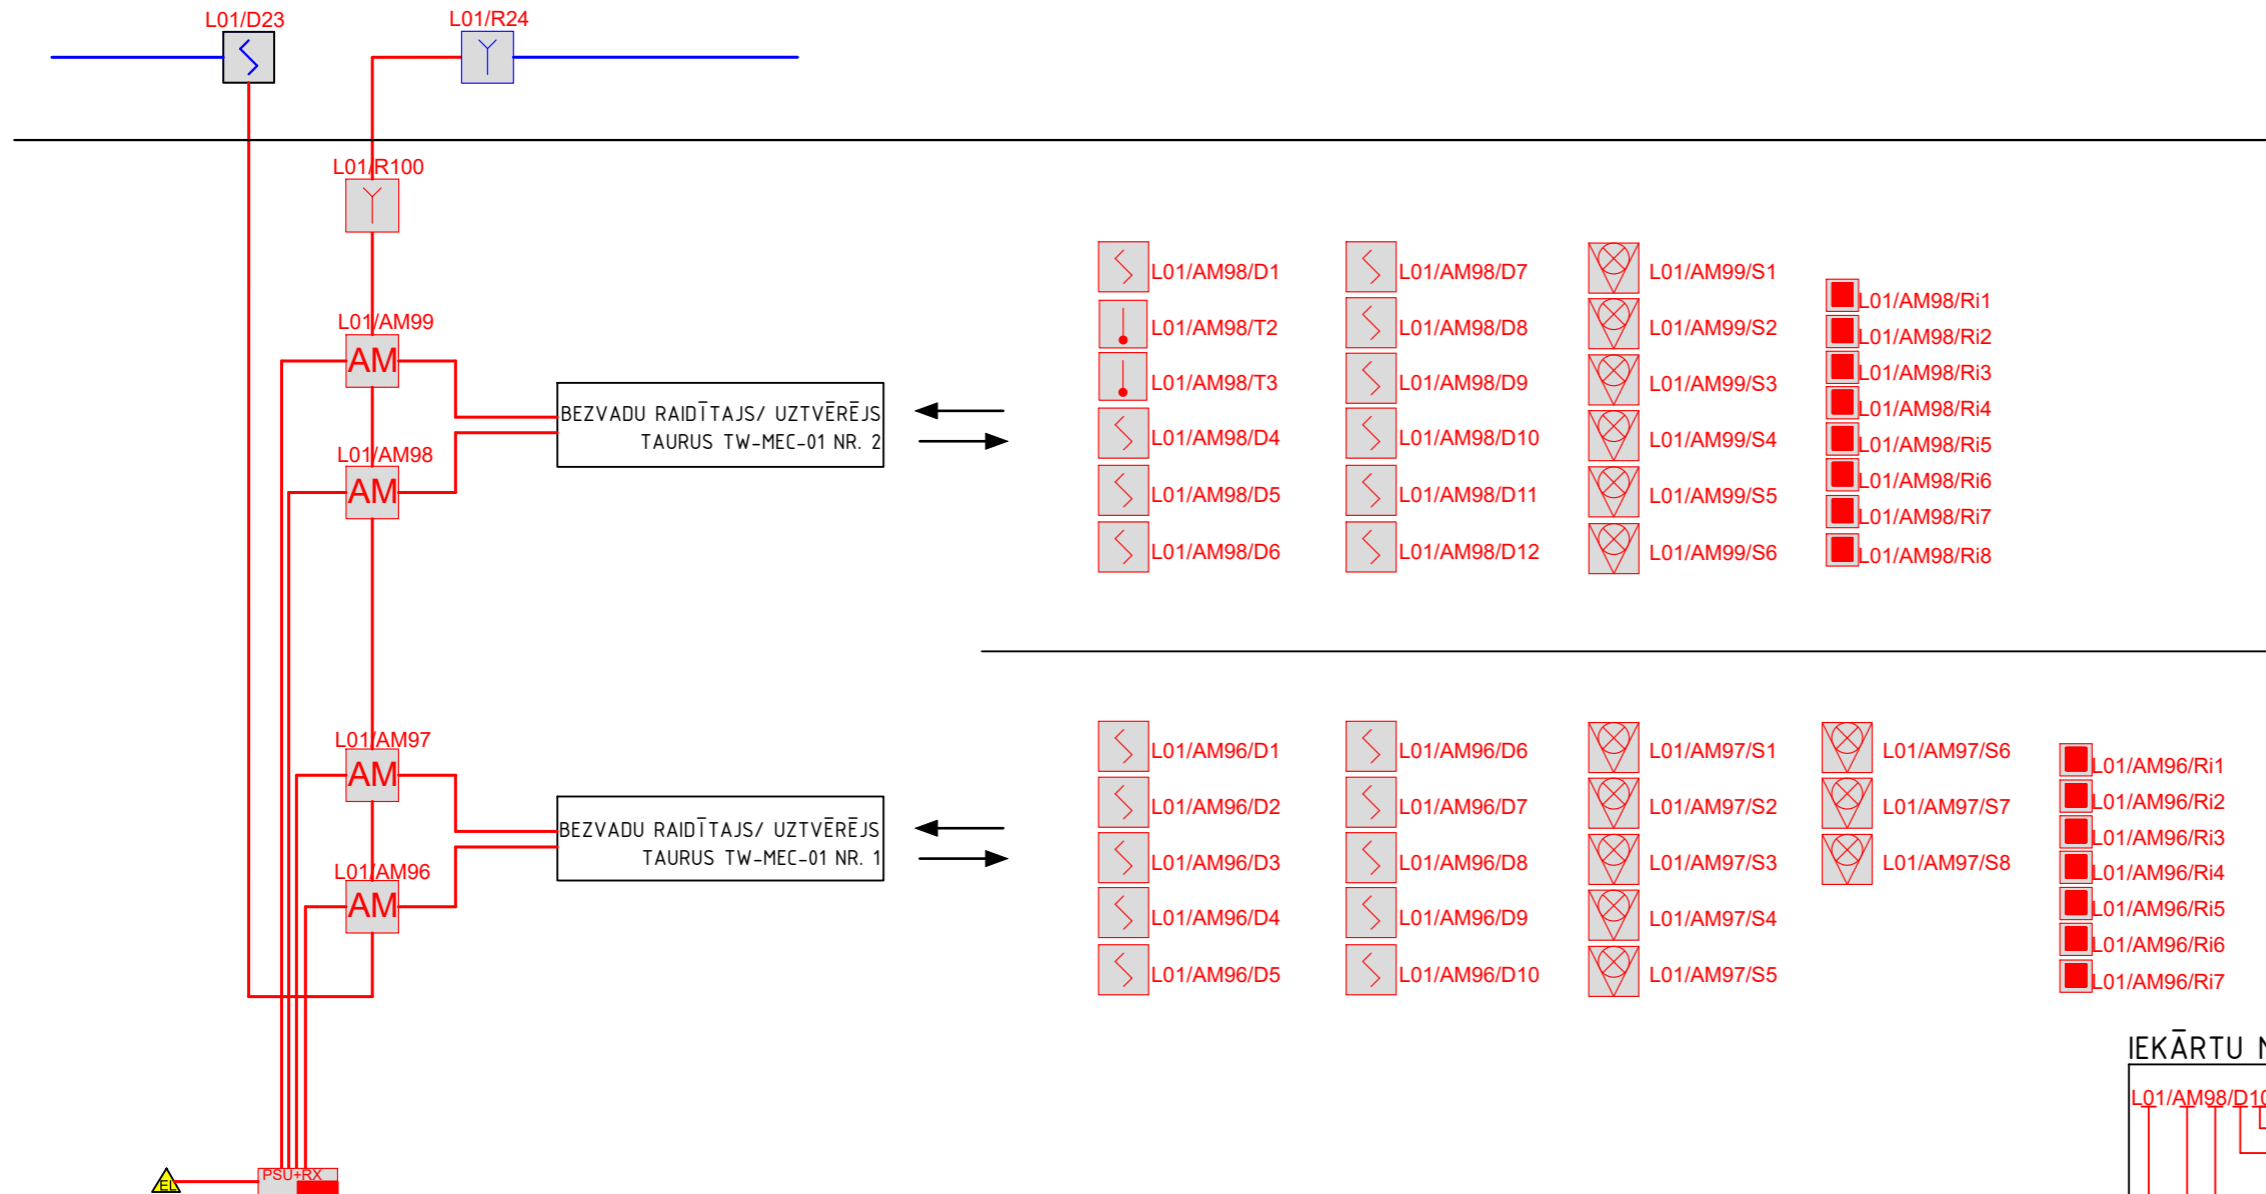 L01/D23
L01/R24
L01/R100
L01/AM99
AM
L01/AM98
AM
BEZVADU RAIDĪTAJS/ UZTVĒRĒJS
TAURUS TW-MEC-01 NR. 2
L01/AM98/D1
L01/AM98/T2
L01/AM98/T3
L01/AM98/D4
L01/AM98/D5
L01/AM98/D6
L01/AM98/D7
L01/AM98/D8
L01/AM98/D9
L01/AM98/D10
L01/AM98/D11
L01/AM98/D12
L01/AM99/S1
L01/AM99/S2
L01/AM99/S3
L01/AM99/S4
L01/AM99/S5
L01/AM99/S6
L01/AM98/Ri1
L01/AM98/Ri2
L01/AM98/Ri3
L01/AM98/Ri4
L01/AM98/Ri5
L01/AM98/Ri6
L01/AM98/Ri7
L01/AM98/Ri8
L01/AM97
AM
L01/AM96
AM
BEZVADU RAIDĪTAJS/ UZTVĒRĒJS
TAURUS TW-MEC-01 NR. 1
L01/AM96/D1
L01/AM96/D2
L01/AM96/D3
L01/AM96/D4
L01/AM96/D5
L01/AM96/D6
L01/AM96/D7
L01/AM96/D8
L01/AM96/D9
L01/AM96/D10
L01/AM97/S1
L01/AM97/S2
L01/AM97/S3
L01/AM97/S4
L01/AM97/S5
L01/AM97/S6
L01/AM97/S7
L01/AM97/S8
L01/AM96/Ri1
L01/AM96/Ri2
L01/AM96/Ri3
L01/AM96/Ri4
L01/AM96/Ri5
L01/AM96/Ri6
L01/AM96/Ri7
IEKĀRTU
L01/AM98/D10
EL
PSU+RX